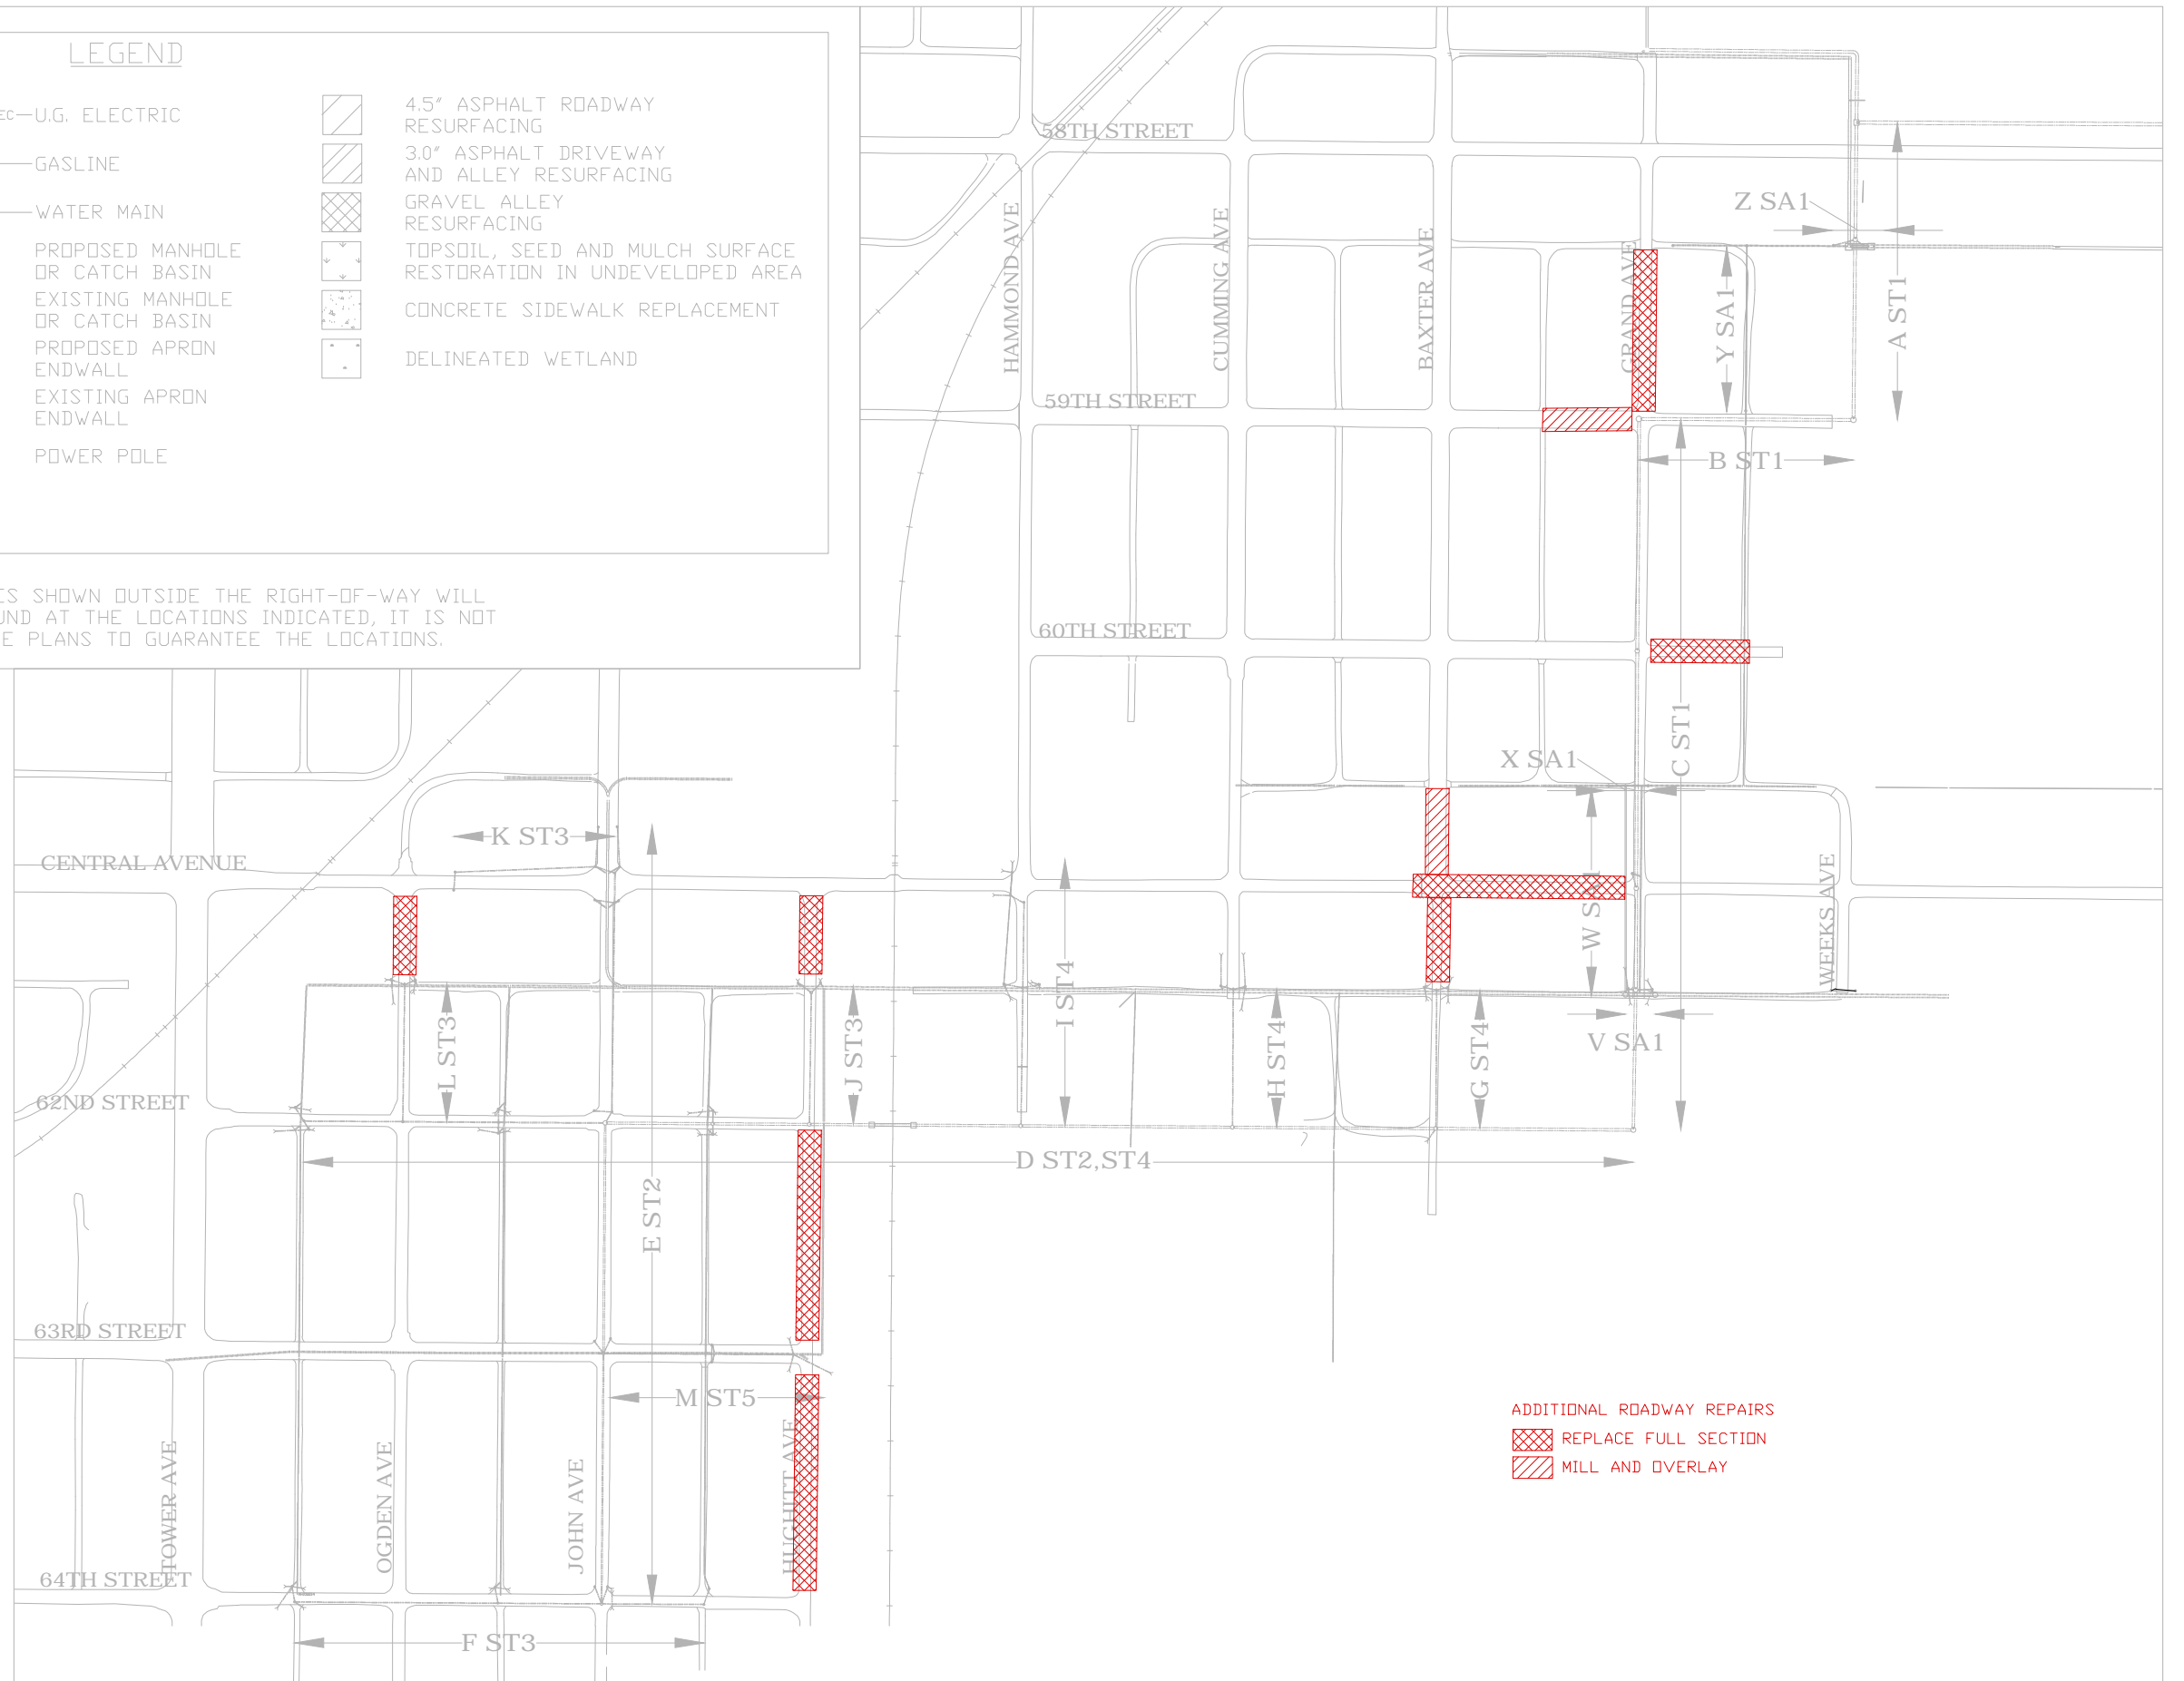 LEGEND
EC U.G. ELECTRIC
GASLINE
WATER MAIN
PROPOSED MANHOLE
OR CATCH BASIN
EXISTING MANHOLE
OR CATCH BASIN
PROPOSED APRON
ENDWALL
EXISTING APRON
ENDWALL
POWER POLE
4.5" ASPHALT ROADWAY
RESURFACING
3.0" ASPHALT DRIVEWAY
AND ALLEY RESURFACING
GRAVEL ALLEY
RESURFACING
TOPSOIL, SEED AND MULCH SURFACE
RESTORATION IN UNDEVELOPED AREA
CONCRETE SIDEWALK REPLACEMENT
DELINEATED WETLAND
ES SHOWN OUTSIDE THE RIGHT-OF-WAY WILL
UND AT THE LOCATIONS INDICATED, IT IS NOT
E PLANS TO GUARANTEE THE LOCATIONS.
58TH STREET
HAMMOND AVE
CUMMING AVE
BAXTER AVE
GRAND AVE
Z SA1
Y SA1
A ST1
59TH STREET
B ST1
60TH STREET
C ST1
X SA1
K ST3
CENTRAL AVENUE
W SA1
WEEKS AVE
L ST3
J ST3
I ST4
H ST4
G ST4
V SA1
62ND STREET
D ST2,ST4
E ST2
63RD STREET
M ST5
TOWER AVE
OGDEN AVE
JOHN AVE
HUGHITT AVE
64TH STREET
F ST3
ADDITIONAL ROADWAY REPAIRS
REPLACE FULL SECTION
MILL AND OVERLAY